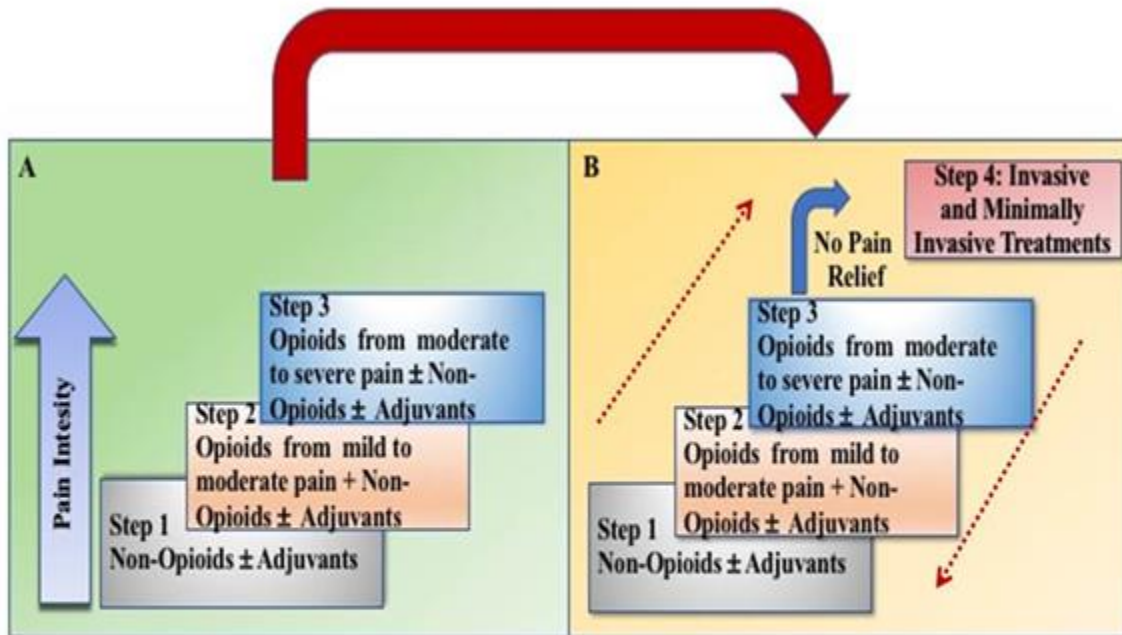 A
Pain Intesity
Step 3
Opioids from moderate
to severe pain ± Non-
Opioids ± Adjuvants
Step 2
Opioids from mild to
moderate pain + Non-
Opioids ± Adjuvants
Step 1
Non-Opioids ± Adjuvants
B
Step 4: Invasive
and Minimally
Invasive Treatments
No Pain
Relief
Step 3
Opioids from moderate
to severe pain ± Non-
Opioids ± Adjuvants
Step 2
Opioids from mild to
moderate pain + Non-
Opioids ± Adjuvants
Step 1
Non-Opioids ± Adjuvants